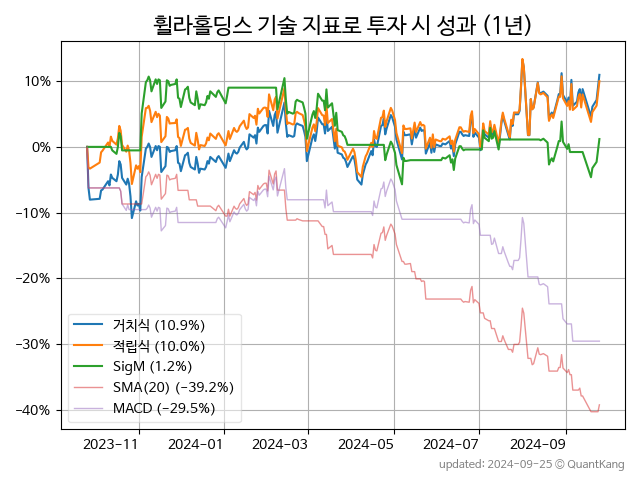 휠라홀딩스 기술 지표로 투자 시 성과 (1년)
10%
0%
−10%
−20%
−30%
−40%
거치식 (10.9%)
적립식 (10.0%)
SigM (1.2%)
SMA(20) (−39.2%)
MACD (−29.5%)
2023-11
2024-01
2024-03
2024-05
2024-07
2024-09
updated: 2024-09-25 © QuantKang